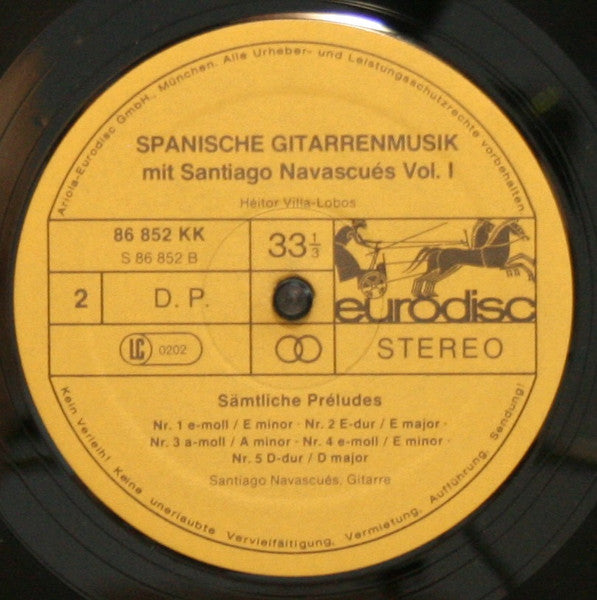 Ariola-Eurodisc GmbH., München. Alle Urheber- und Leistungsschutzrechte vorbehalten
SPANISCHE GITARRENMUSIK
mit Santiago Navascués Vol. I
Héitor Villa-Lobos
86 852 KK
S 86 852 B
33 1/3
2
D. P.
eurodisc
LC 0202
STEREO
Sämtliche Préludes
Nr. 1 e-moll / E minor · Nr. 2 E-dur / E major ·
Nr. 3 a-moll / A minor · Nr. 4 e-moll / E minor ·
Nr. 5 D-dur / D major
Santiago Navascués, Gitarre
Kein Verleih! Keine unerlaubte Vervielfältigung, Vermietung, Aufführung, Sendung!